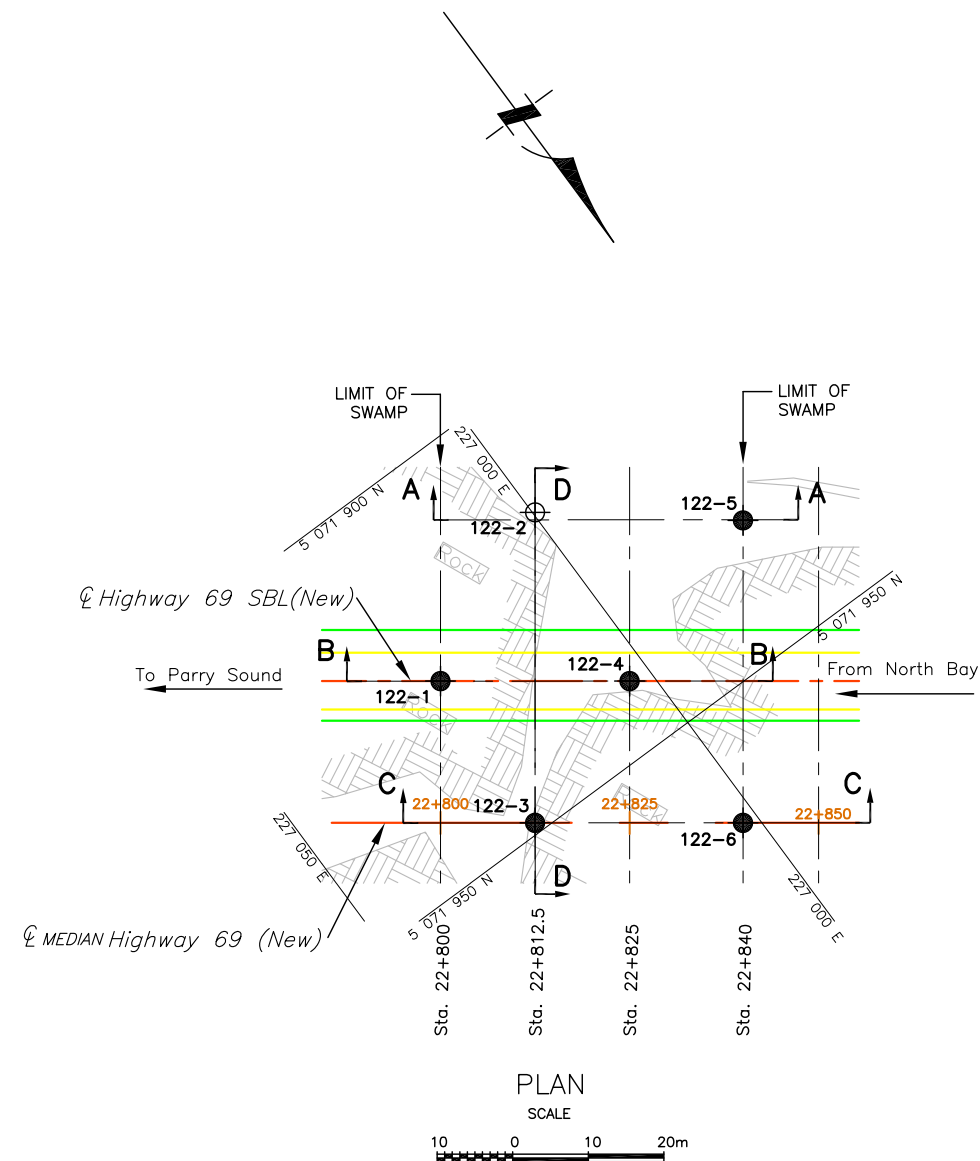 LIMIT OF
SWAMP
LIMIT OF
SWAMP
227 000 E
5 071 900 N
A
D
A
122-5
122-2
Rock
℄ Highway 69 SBL(New)
5 071 950 N
B
122-4
B
To Parry Sound
From North Bay
122-1
Rock
C
C
22+800
122-3
22+825
Rock
22+850
122-6
227 050 E
D
227 000 E
5 071 950 N
℄ MEDIAN Highway 69 (New)
Sta. 22+800
Sta. 22+812.5
Sta. 22+825
Sta. 22+840
PLAN
SCALE
10 0 10 20m